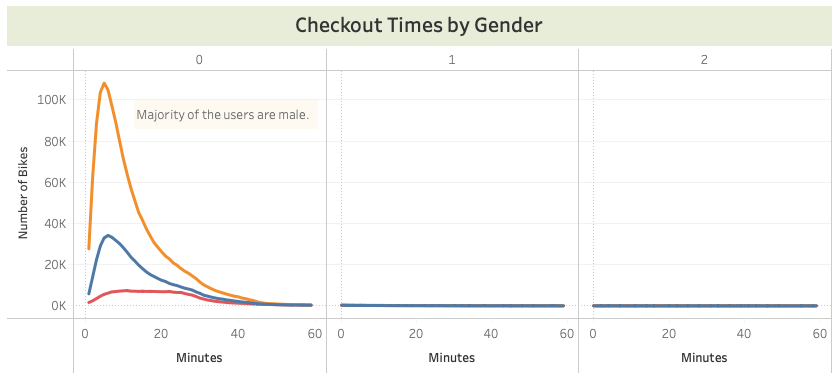 Checkout Times by Gender
0 1 2
Majority of the users are male.
Number of Bikes
100K
80K
60K
40K
20K
0K
0 20 40 60 0 20 40 60 0 20 40 60
Minutes Minutes Minutes